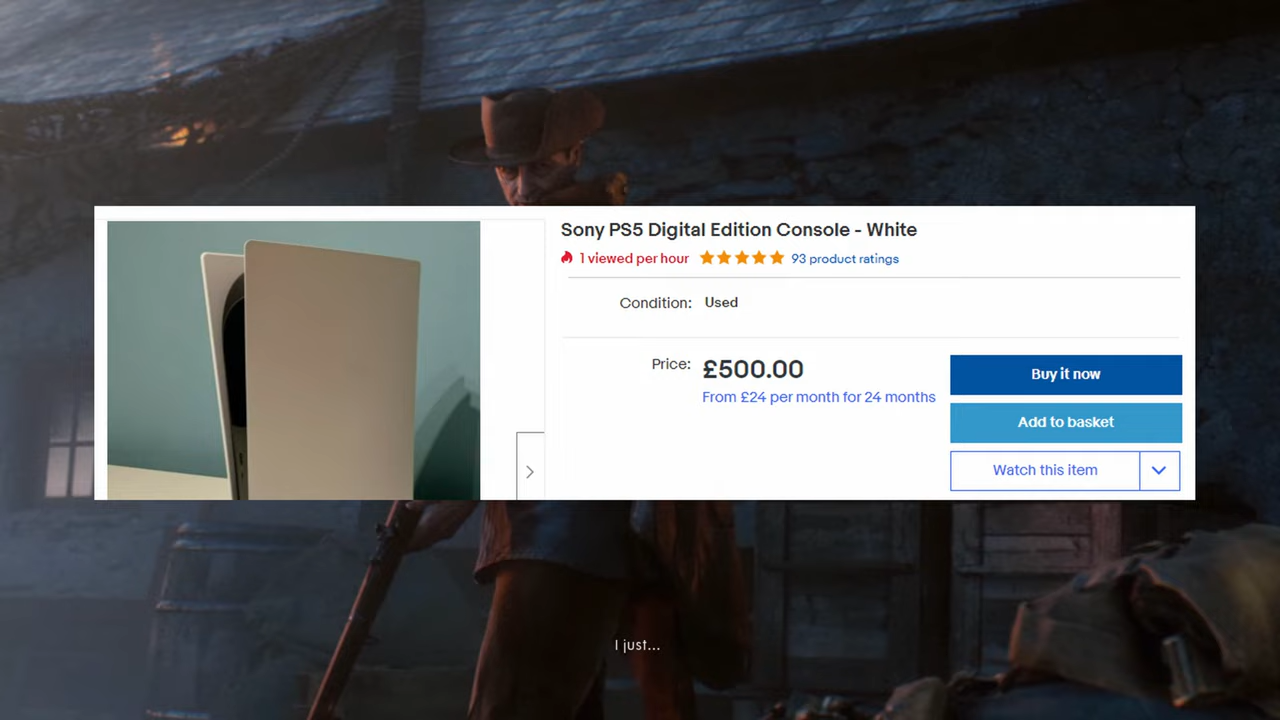 Sony PS5 Digital Edition Console - White
1 viewed per hour 93 product ratings
Condition: Used
Price: £500.00
From £24 per month for 24 months
Buy it now
Add to basket
Watch this item
I just...